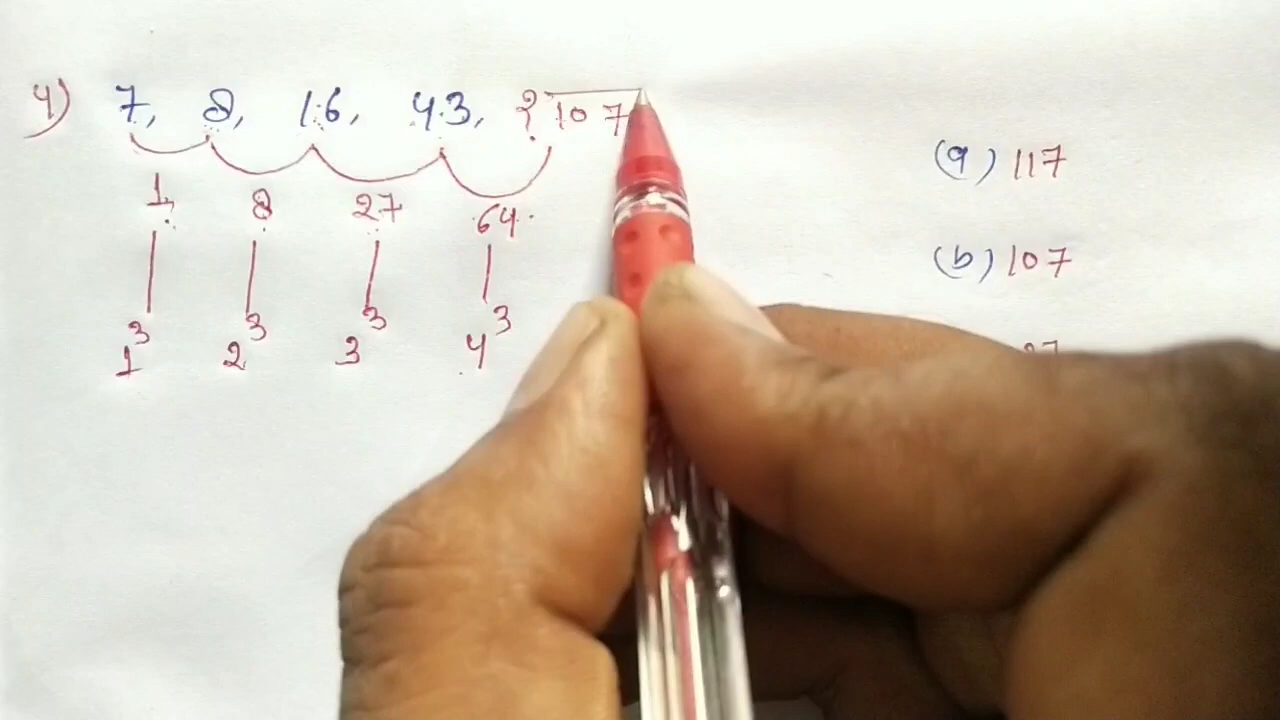 4) 7, 8, 16, 43, ? 107
(a) 117
1 8 27 64
(b) 107
1³ 2³ 3³ 4³